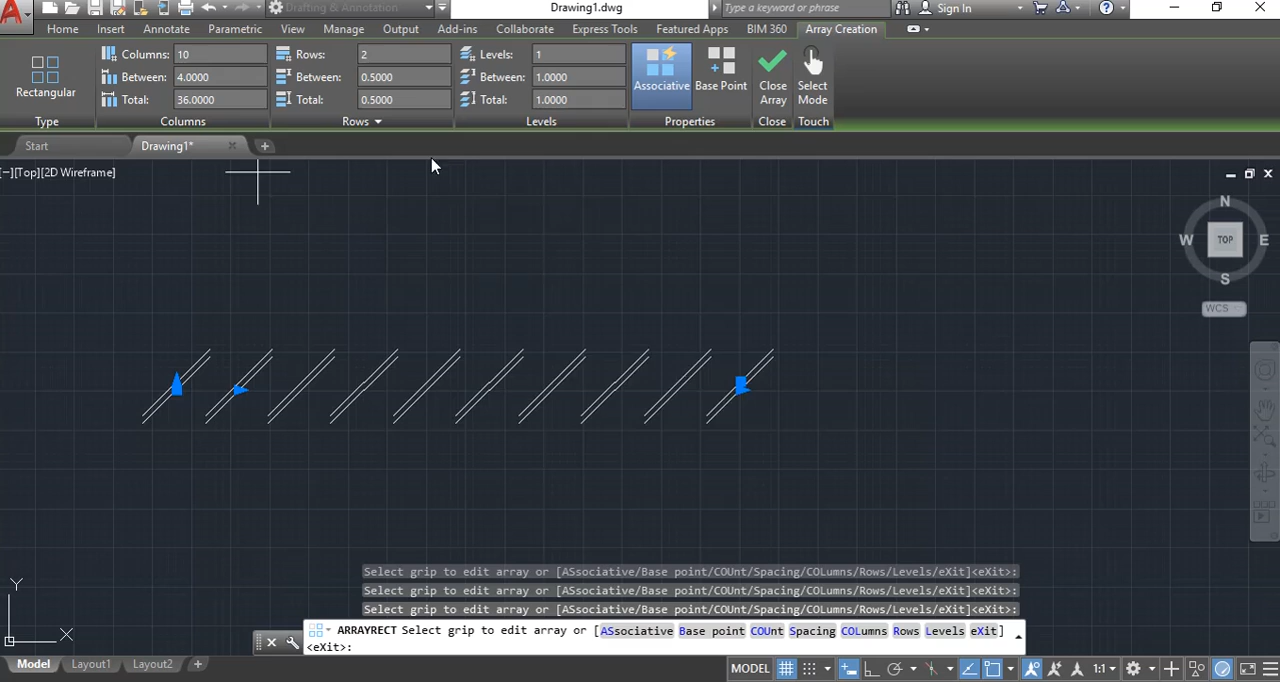 Drafting & Annotation Drawing1.dwg Type a keyword or phrase Sign In ?
Home Insert Annotate Parametric View Manage Output Add-ins Collaborate Express Tools Featured Apps BIM 360 Array Creation
Columns: 10 Rows: 2 Levels: 1
Between: 4.0000 Between: 0.5000 Between: 1.0000
Total: 36.0000 Total: 0.5000 Total: 1.0000
Rectangular
Associative
Base Point
Close Array
Select Mode
Type Columns Rows Levels Properties Close Touch
Start Drawing1*
[−][Top][2D Wireframe]
N
W TOP E
S
WCS
Select grip to edit array or [ASsociative/Base point/COUnt/Spacing/COLumns/Rows/Levels/eXit]<eXit>:
Select grip to edit array or [ASsociative/Base point/COUnt/Spacing/COLumns/Rows/Levels/eXit]<eXit>:
Select grip to edit array or [ASsociative/Base point/COUnt/Spacing/COLumns/Rows/Levels/eXit]<eXit>:
ARRAYRECT Select grip to edit array or [ASsociative Base point COUnt Spacing COLumns Rows Levels eXit]
<eXit>:
Y
X
Model Layout1 Layout2 +
MODEL 1:1